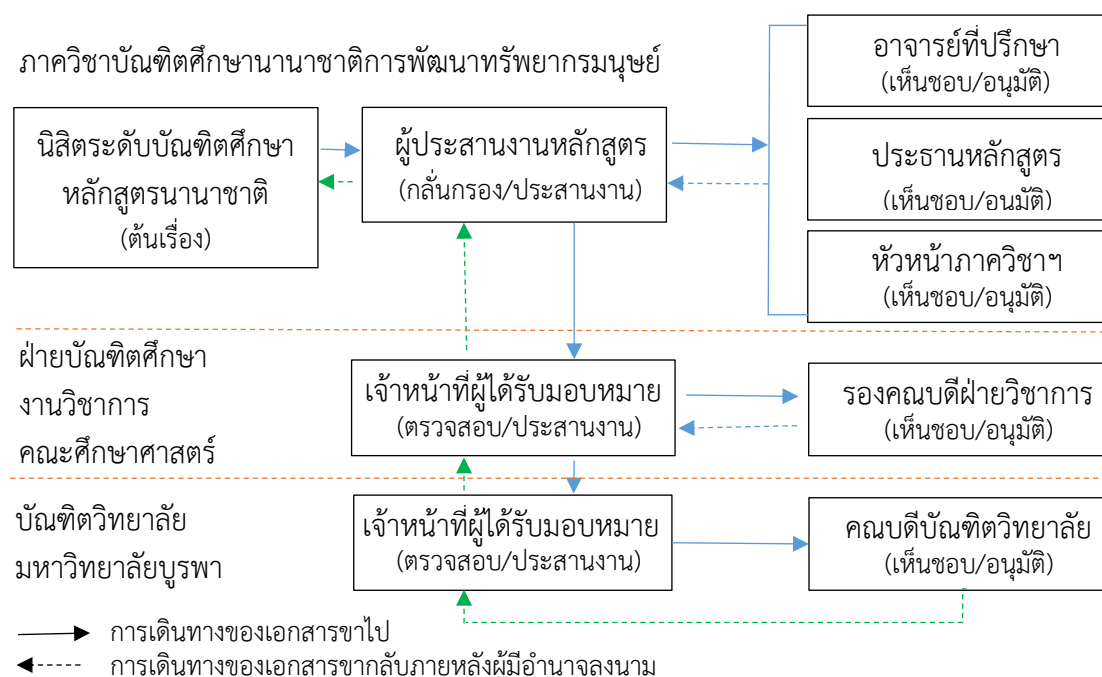 ภาควิชาบัณฑิตศึกษานานาชาติการพัฒนาทรัพยากรมนุษย์
นิสิตระดับบัณฑิตศึกษา
หลักสูตรนานาชาติ
(ต้นเรื่อง)
ผู้ประสานงานหลักสูตร
(กลั่นกรอง/ประสานงาน)
อาจารย์ที่ปรึกษา
(เห็นชอบ/อนุมัติ)
ประธานหลักสูตร
(เห็นชอบ/อนมัติ)
หัวหน้าภาควิชาฯ
(เห็นชอบ/อนุมัติ)
ฝ่ายบัณฑิตศึกษา
งานวิชาการ
คณะศึกษาศาสตร์
เจ้าหน้าที่ผู้ได้รับมอบหมาย
(ตรวจสอบ/ประสานงาน)
รองคณบดีฝ่ายวิชาการ
(เห็นชอบ/อนุมัติ)
บัณฑิตวิทยาลัย
มหาวิทยาลัยบูรพา
เจ้าหน้าที่ผู้ได้รับมอบหมาย
(ตรวจสอบ/ประสานงาน)
คณบดีบัณฑิตวิทยาลัย
(เห็นชอบ/อนุมัติ)
การเดินทางของเอกสารขาไป
การเดินทางของเอกสารขากลับภายหลังผู้มีอำนาจลงนาม